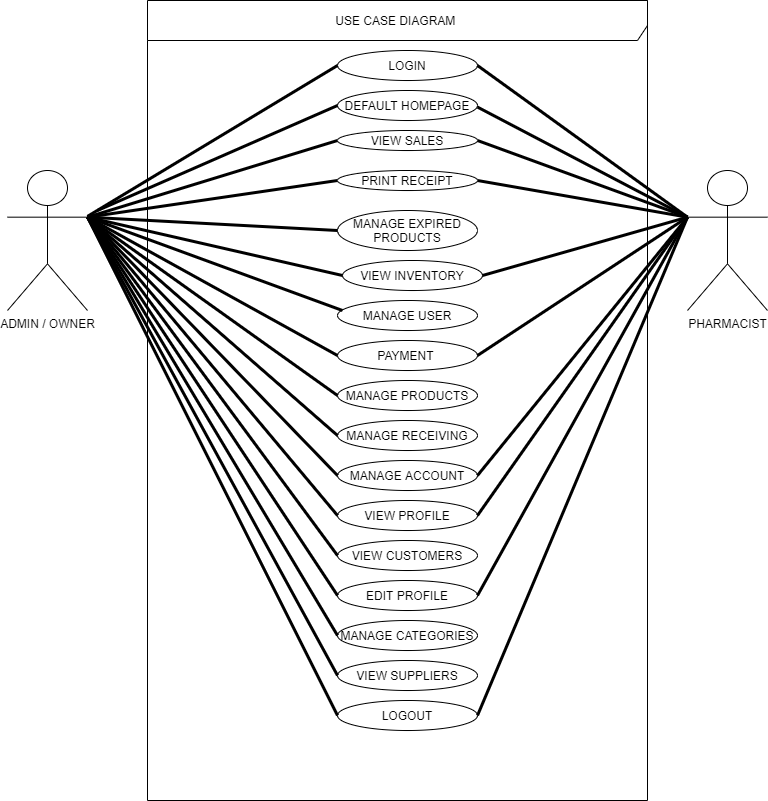 USE CASE DIAGRAM
LOGIN
DEFAULT HOMEPAGE
VIEW SALES
PRINT RECEIPT
MANAGE EXPIRED
PRODUCTS
VIEW INVENTORY
MANAGE USER
ADMIN / OWNER
PHARMACIST
PAYMENT
MANAGE PRODUCTS
MANAGE RECEIVING
MANAGE ACCOUNT
VIEW PROFILE
VIEW CUSTOMERS
EDIT PROFILE
MANAGE CATEGORIES
VIEW SUPPLIERS
LOGOUT